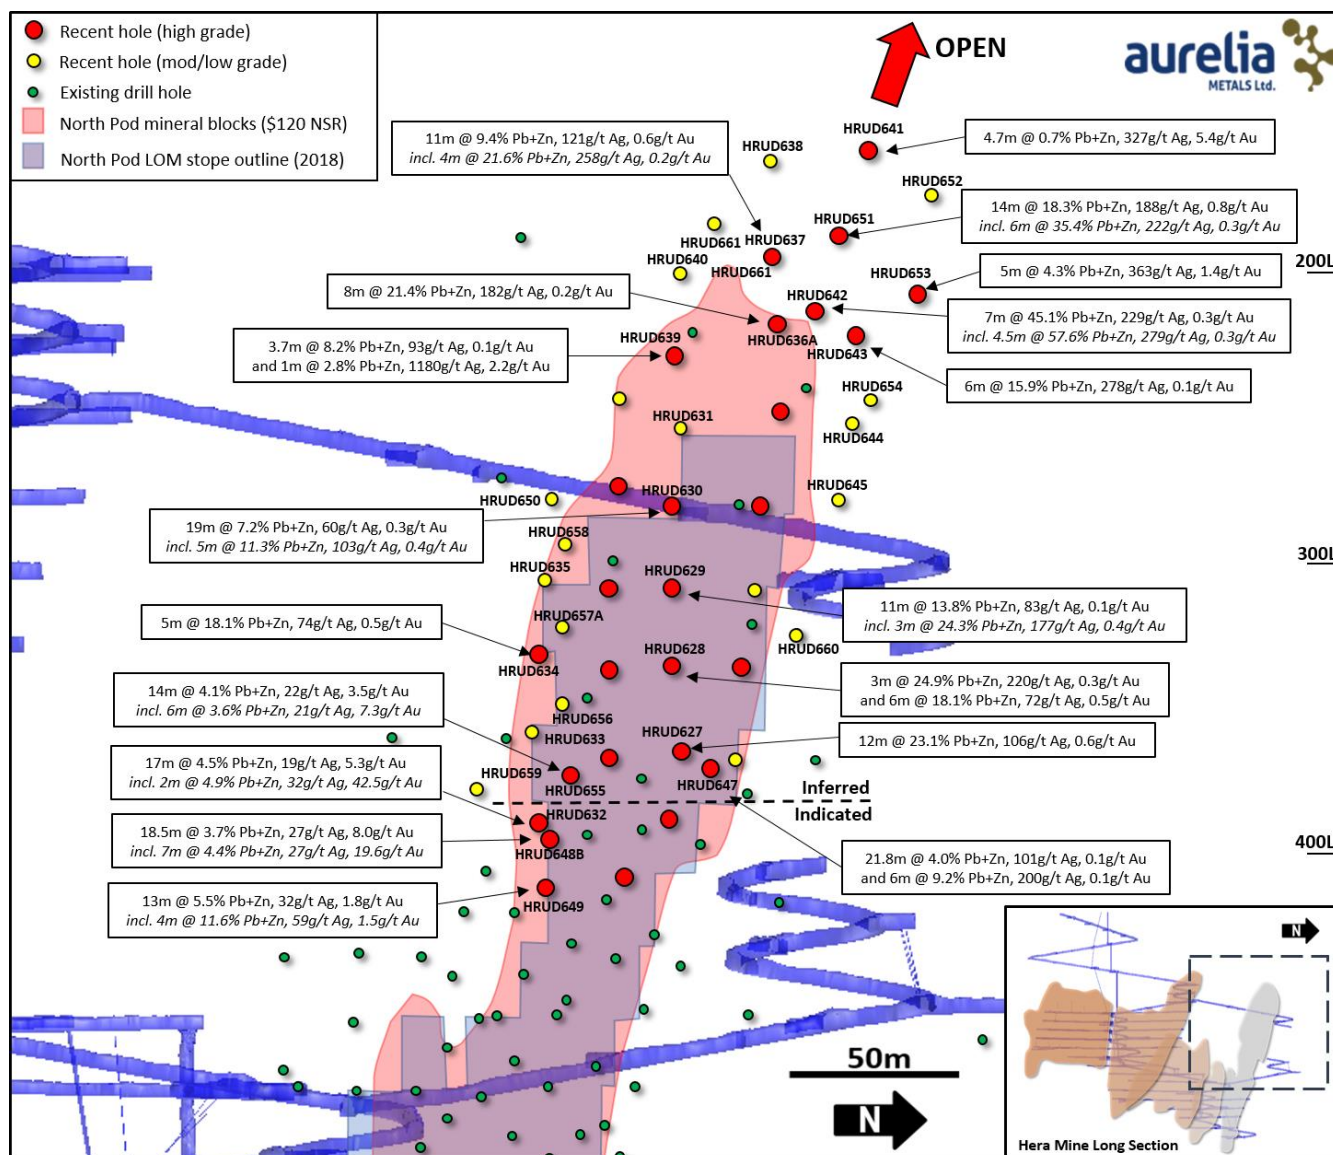 Recent hole (high grade)
Recent hole (mod/low grade)
Existing drill hole
North Pod mineral blocks ($120 NSR)
North Pod LOM stope outline (2018)
OPEN
aurelia
METALS Ltd.
HRUD641
4.7m @ 0.7% Pb+Zn, 327g/t Ag, 5.4g/t Au
11m @ 9.4% Pb+Zn, 121g/t Ag, 0.6g/t Au
incl. 4m @ 21.6% Pb+Zn, 258g/t Ag, 0.2g/t Au
HRUD638
HRUD652
HRUD651
14m @ 18.3% Pb+Zn, 188g/t Ag, 0.8g/t Au
incl. 6m @ 35.4% Pb+Zn, 222g/t Ag, 0.3g/t Au
HRUD661
HRUD637
HRUD640
HRUD661
200L
HRUD653
5m @ 4.3% Pb+Zn, 363g/t Ag, 1.4g/t Au
8m @ 21.4% Pb+Zn, 182g/t Ag, 0.2g/t Au
HRUD642
7m @ 45.1% Pb+Zn, 229g/t Ag, 0.3g/t Au
incl. 4.5m @ 57.6% Pb+Zn, 279g/t Ag, 0.3g/t Au
HRUD639
HRUD636A
HRUD643
3.7m @ 8.2% Pb+Zn, 93g/t Ag, 0.1g/t Au
and 1m @ 2.8% Pb+Zn, 1180g/t Ag, 2.2g/t Au
6m @ 15.9% Pb+Zn, 278g/t Ag, 0.1g/t Au
HRUD654
HRUD631
HRUD644
HRUD650
HRUD630
HRUD645
19m @ 7.2% Pb+Zn, 60g/t Ag, 0.3g/t Au
incl. 5m @ 11.3% Pb+Zn, 103g/t Ag, 0.4g/t Au
HRUD658
300L
HRUD635
HRUD629
11m @ 13.8% Pb+Zn, 83g/t Ag, 0.1g/t Au
incl. 3m @ 24.3% Pb+Zn, 177g/t Ag, 0.4g/t Au
HRUD657A
5m @ 18.1% Pb+Zn, 74g/t Ag, 0.5g/t Au
HRUD660
HRUD634
HRUD628
3m @ 24.9% Pb+Zn, 220g/t Ag, 0.3g/t Au
and 6m @ 18.1% Pb+Zn, 72g/t Ag, 0.5g/t Au
14m @ 4.1% Pb+Zn, 22g/t Ag, 3.5g/t Au
incl. 6m @ 3.6% Pb+Zn, 21g/t Ag, 7.3g/t Au
HRUD656
HRUD633
HRUD627
12m @ 23.1% Pb+Zn, 106g/t Ag, 0.6g/t Au
17m @ 4.5% Pb+Zn, 19g/t Ag, 5.3g/t Au
incl. 2m @ 4.9% Pb+Zn, 32g/t Ag, 42.5g/t Au
HRUD659
HRUD655
HRUD647
Inferred
Indicated
HRUD632
18.5m @ 3.7% Pb+Zn, 27g/t Ag, 8.0g/t Au
incl. 7m @ 4.4% Pb+Zn, 27g/t Ag, 19.6g/t Au
HRUD648B
400L
21.8m @ 4.0% Pb+Zn, 101g/t Ag, 0.1g/t Au
and 6m @ 9.2% Pb+Zn, 200g/t Ag, 0.1g/t Au
13m @ 5.5% Pb+Zn, 32g/t Ag, 1.8g/t Au
incl. 4m @ 11.6% Pb+Zn, 59g/t Ag, 1.5g/t Au
HRUD649
N
50m
N
Hera Mine Long Section